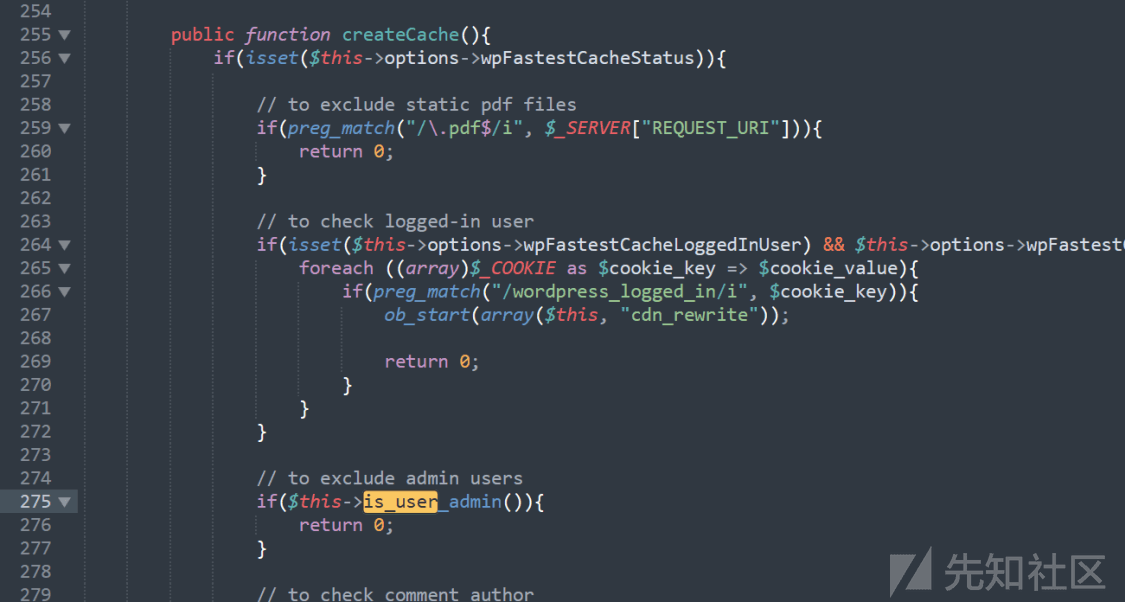 254
255 public function createCache(){
256 if(isset($this->options->wpFastestCacheStatus)){
257
258 // to exclude static pdf files
259 if(preg_match("/\.pdf$/i", $_SERVER["REQUEST_URI"])){
260 return 0;
261 }
262
263 // to check logged-in user
264 if(isset($this->options->wpFastestCacheLoggedInUser) && $this->options->wpFastest
265 foreach ((array)$_COOKIE as $cookie_key => $cookie_value){
266 if(preg_match("/wordpress_logged_in/i", $cookie_key)){
267 ob_start(array($this, "cdn_rewrite"));
268
269 return 0;
270 }
271 }
272 }
273
274 // to exclude admin users
275 if($this->is_user_admin()){
276 return 0;
277 }
278
279 // to check comment author
先知社区